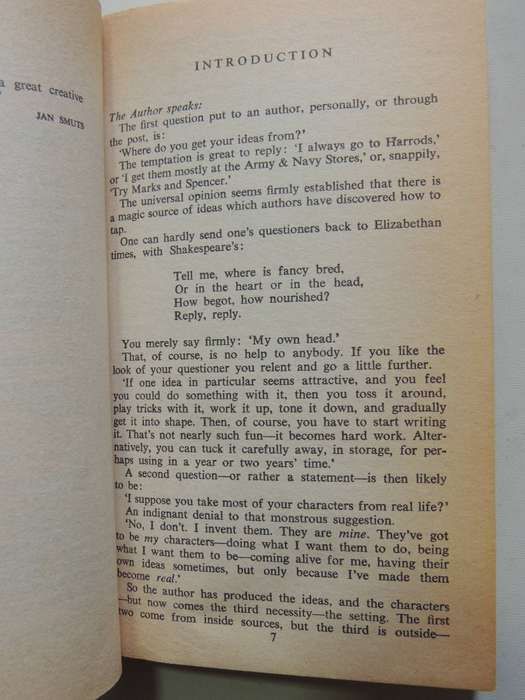 a great creative
JAN SMUTS
INTRODUCTION
The Author speaks:
The first question put to an author, personally, or through
the post, is:
'Where do you get your ideas from?'
The temptation is great to reply: 'I always go to Harrods,'
or 'I get them mostly at the Army & Navy Stores,' or, snappily,
'Try Marks and Spencer.'
The universal opinion seems firmly established that there is
a magic source of ideas which authors have discovered how to
tap.
One can hardly send one's questioners back to Elizabethan
times, with Shakespeare's:
Tell me, where is fancy bred,
Or in the heart or in the head,
How begot, how nourished?
Reply, reply.
You merely say firmly: 'My own head.'
That, of course, is no help to anybody. If you like the
look of your questioner you relent and go a little further.
'If one idea in particular seems attractive, and you feel
you could do something with it, then you toss it around,
play tricks with it, work it up, tone it down, and gradually
get it into shape. Then, of course, you have to start writing
it. That's not nearly such fun—it becomes hard work. Alter-
natively, you can tuck it carefully away, in storage, for per-
haps using in a year or two years' time.'
A second question—or rather a statement—is then likely
to be:
'I suppose you take most of your characters from real life?'
An indignant denial to that monstrous suggestion.
'No, I don't. I invent them. They are mine. They've got
to be my characters—doing what I want them to do, being
what I want them to be—coming alive for me, having their
own ideas sometimes, but only because I've made them
become real.'
So the author has produced the ideas, and the characters
—but now comes the third necessity—the setting. The first
two come from inside sources, but the third is outside—
7